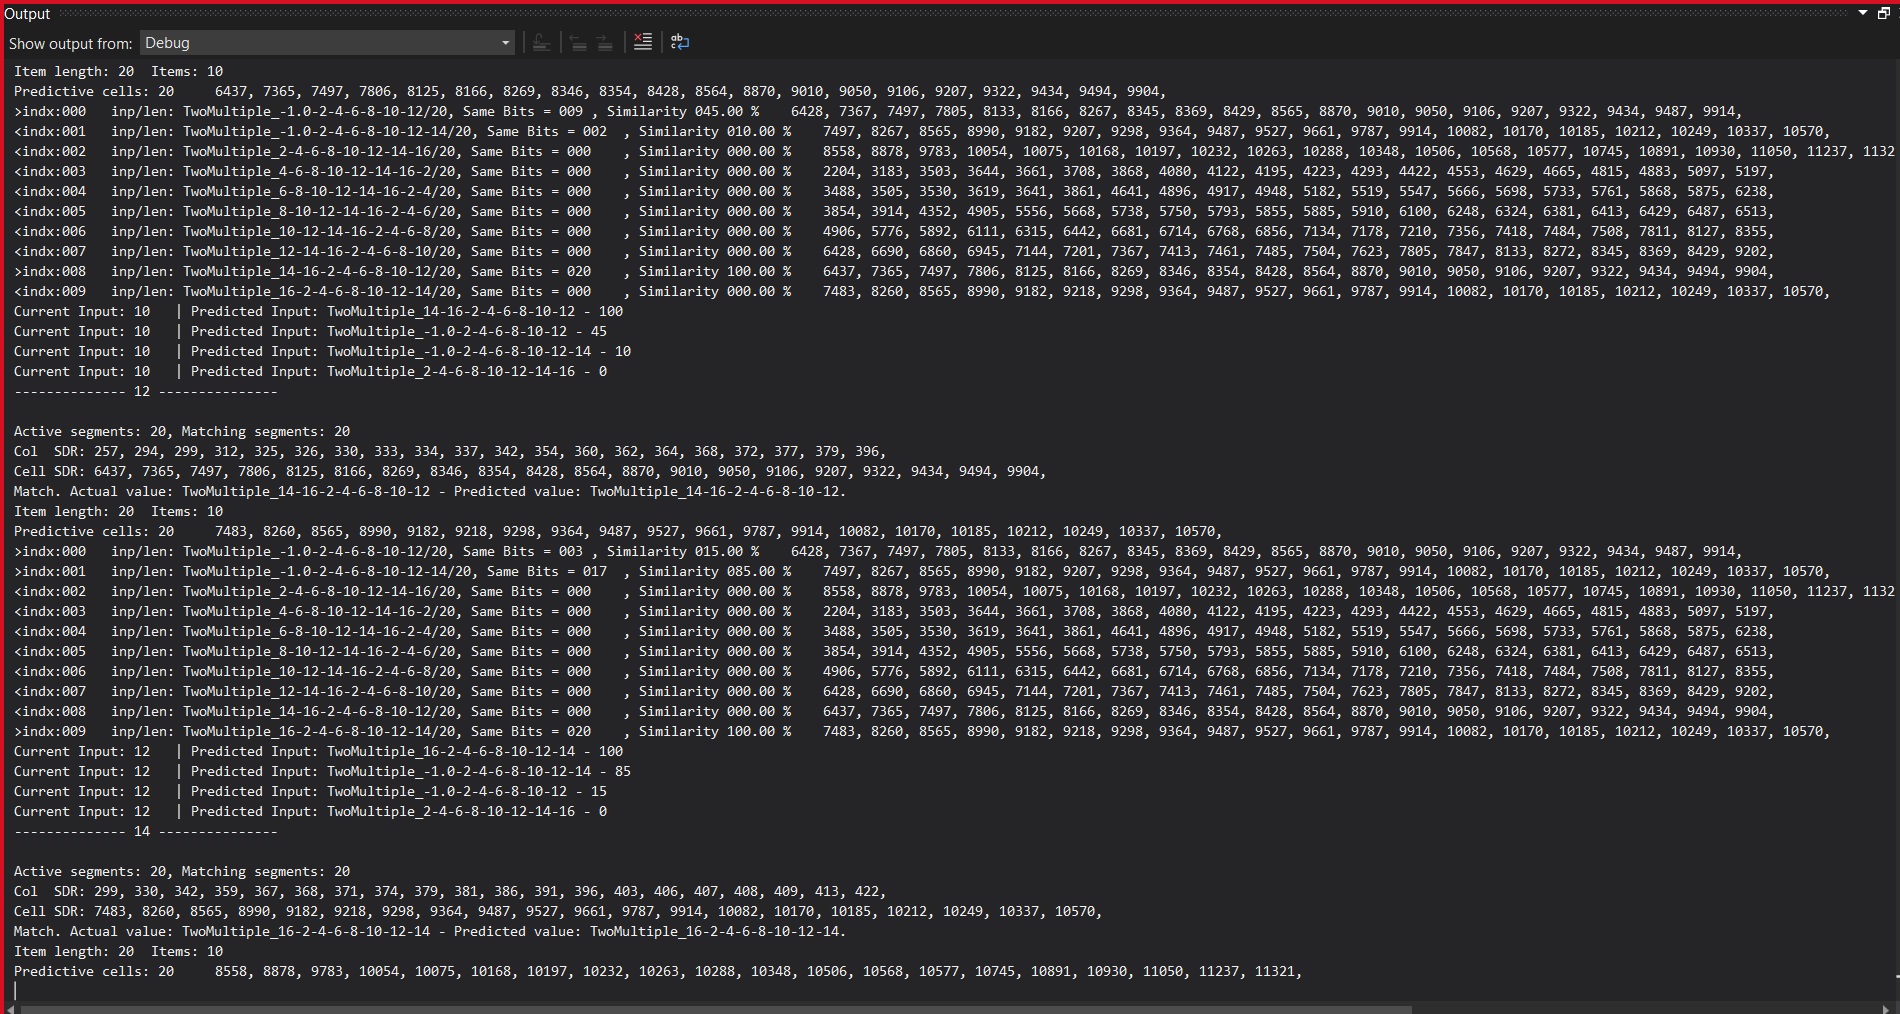 Output
Show output from: Debug
Item length: 20  Items: 10
Predictive cells: 20     6437, 7365, 7497, 7806, 8125, 8166, 8269, 8346, 8354, 8428, 8564, 8870, 9010, 9050, 9106, 9207, 9322, 9434, 9494, 9904,
>indx:000   inp/len: TwoMultiple_-1.0-2-4-6-8-10-12/20, Same Bits = 009 , Similarity 045.00 %    6428, 7367, 7497, 7805, 8133, 8166, 8267, 8345, 8369, 8429, 8565, 8870, 9010, 9050, 9106, 9207, 9322, 9434, 9487, 9914,
<indx:001   inp/len: TwoMultiple_-1.0-2-4-6-8-10-12-14/20, Same Bits = 002  , Similarity 010.00 %    7497, 8267, 8565, 8990, 9182, 9207, 9298, 9364, 9487, 9527, 9661, 9787, 9914, 10082, 10170, 10185, 10212, 10249, 10337, 10570,
<indx:002   inp/len: TwoMultiple_2-4-6-8-10-12-14-16/20, Same Bits = 000    , Similarity 000.00 %    8558, 8878, 9783, 10054, 10075, 10168, 10197, 10232, 10263, 10288, 10348, 10506, 10568, 10577, 10745, 10891, 10930, 11050, 11237, 1132
<indx:003   inp/len: TwoMultiple_4-6-8-10-12-14-16-2/20, Same Bits = 000    , Similarity 000.00 %    2204, 3183, 3503, 3644, 3661, 3708, 3868, 4080, 4122, 4195, 4223, 4293, 4422, 4553, 4629, 4665, 4815, 4883, 5097, 5197,
<indx:004   inp/len: TwoMultiple_6-8-10-12-14-16-2-4/20, Same Bits = 000    , Similarity 000.00 %    3488, 3505, 3530, 3619, 3641, 3861, 4641, 4896, 4917, 4948, 5182, 5519, 5547, 5666, 5698, 5733, 5761, 5868, 5875, 6238,
<indx:005   inp/len: TwoMultiple_8-10-12-14-16-2-4-6/20, Same Bits = 000    , Similarity 000.00 %    3854, 3914, 4352, 4905, 5556, 5668, 5738, 5750, 5793, 5855, 5885, 5910, 6100, 6248, 6324, 6381, 6413, 6429, 6487, 6513,
<indx:006   inp/len: TwoMultiple_10-12-14-16-2-4-6-8/20, Same Bits = 000    , Similarity 000.00 %    4906, 5776, 5892, 6111, 6315, 6442, 6681, 6714, 6768, 6856, 7134, 7178, 7210, 7356, 7418, 7484, 7508, 7811, 8127, 8355,
<indx:007   inp/len: TwoMultiple_12-14-16-2-4-6-8-10/20, Same Bits = 000    , Similarity 000.00 %    6428, 6690, 6860, 6945, 7144, 7201, 7367, 7413, 7461, 7485, 7504, 7623, 7805, 7847, 8133, 8272, 8345, 8369, 8429, 9202,
>indx:008   inp/len: TwoMultiple_14-16-2-4-6-8-10-12/20, Same Bits = 020    , Similarity 100.00 %    6437, 7365, 7497, 7806, 8125, 8166, 8269, 8346, 8354, 8428, 8564, 8870, 9010, 9050, 9106, 9207, 9322, 9434, 9494, 9904,
<indx:009   inp/len: TwoMultiple_16-2-4-6-8-10-12-14/20, Same Bits = 000    , Similarity 000.00 %    7483, 8260, 8565, 8990, 9182, 9218, 9298, 9364, 9487, 9527, 9661, 9787, 9914, 10082, 10170, 10185, 10212, 10249, 10337, 10570,
Current Input: 10   | Predicted Input: TwoMultiple_14-16-2-4-6-8-10-12 - 100
Current Input: 10   | Predicted Input: TwoMultiple_-1.0-2-4-6-8-10-12 - 45
Current Input: 10   | Predicted Input: TwoMultiple_-1.0-2-4-6-8-10-12-14 - 10
Current Input: 10   | Predicted Input: TwoMultiple_2-4-6-8-10-12-14-16 - 0
-------------- 12 ---------------
Active segments: 20, Matching segments: 20
Col  SDR: 257, 294, 299, 312, 325, 326, 330, 333, 334, 337, 342, 354, 360, 362, 364, 368, 372, 377, 379, 396,
Cell SDR: 6437, 7365, 7497, 7806, 8125, 8166, 8269, 8346, 8354, 8428, 8564, 8870, 9010, 9050, 9106, 9207, 9322, 9434, 9494, 9904,
Match. Actual value: TwoMultiple_14-16-2-4-6-8-10-12 - Predicted value: TwoMultiple_14-16-2-4-6-8-10-12.
Item length: 20  Items: 10
Predictive cells: 20     7483, 8260, 8565, 8990, 9182, 9218, 9298, 9364, 9487, 9527, 9661, 9787, 9914, 10082, 10170, 10185, 10212, 10249, 10337, 10570,
>indx:000   inp/len: TwoMultiple_-1.0-2-4-6-8-10-12/20, Same Bits = 003 , Similarity 015.00 %    6428, 7367, 7497, 7805, 8133, 8166, 8267, 8345, 8369, 8429, 8565, 8870, 9010, 9050, 9106, 9207, 9322, 9434, 9487, 9914,
>indx:001   inp/len: TwoMultiple_-1.0-2-4-6-8-10-12-14/20, Same Bits = 017  , Similarity 085.00 %    7497, 8267, 8565, 8990, 9182, 9207, 9298, 9364, 9487, 9527, 9661, 9787, 9914, 10082, 10170, 10185, 10212, 10249, 10337, 10570,
<indx:002   inp/len: TwoMultiple_2-4-6-8-10-12-14-16/20, Same Bits = 000    , Similarity 000.00 %    8558, 8878, 9783, 10054, 10075, 10168, 10197, 10232, 10263, 10288, 10348, 10506, 10568, 10577, 10745, 10891, 10930, 11050, 11237, 1132
<indx:003   inp/len: TwoMultiple_4-6-8-10-12-14-16-2/20, Same Bits = 000    , Similarity 000.00 %    2204, 3183, 3503, 3644, 3661, 3708, 3868, 4080, 4122, 4195, 4223, 4293, 4422, 4553, 4629, 4665, 4815, 4883, 5097, 5197,
<indx:004   inp/len: TwoMultiple_6-8-10-12-14-16-2-4/20, Same Bits = 000    , Similarity 000.00 %    3488, 3505, 3530, 3619, 3641, 3861, 4641, 4896, 4917, 4948, 5182, 5519, 5547, 5666, 5698, 5733, 5761, 5868, 5875, 6238,
<indx:005   inp/len: TwoMultiple_8-10-12-14-16-2-4-6/20, Same Bits = 000    , Similarity 000.00 %    3854, 3914, 4352, 4905, 5556, 5668, 5738, 5750, 5793, 5855, 5885, 5910, 6100, 6248, 6324, 6381, 6413, 6429, 6487, 6513,
<indx:006   inp/len: TwoMultiple_10-12-14-16-2-4-6-8/20, Same Bits = 000    , Similarity 000.00 %    4906, 5776, 5892, 6111, 6315, 6442, 6681, 6714, 6768, 6856, 7134, 7178, 7210, 7356, 7418, 7484, 7508, 7811, 8127, 8355,
<indx:007   inp/len: TwoMultiple_12-14-16-2-4-6-8-10/20, Same Bits = 000    , Similarity 000.00 %    6428, 6690, 6860, 6945, 7144, 7201, 7367, 7413, 7461, 7485, 7504, 7623, 7805, 7847, 8133, 8272, 8345, 8369, 8429, 9202,
<indx:008   inp/len: TwoMultiple_14-16-2-4-6-8-10-12/20, Same Bits = 000    , Similarity 000.00 %    6437, 7365, 7497, 7806, 8125, 8166, 8269, 8346, 8354, 8428, 8564, 8870, 9010, 9050, 9106, 9207, 9322, 9434, 9494, 9904,
>indx:009   inp/len: TwoMultiple_16-2-4-6-8-10-12-14/20, Same Bits = 020    , Similarity 100.00 %    7483, 8260, 8565, 8990, 9182, 9218, 9298, 9364, 9487, 9527, 9661, 9787, 9914, 10082, 10170, 10185, 10212, 10249, 10337, 10570,
Current Input: 12   | Predicted Input: TwoMultiple_16-2-4-6-8-10-12-14 - 100
Current Input: 12   | Predicted Input: TwoMultiple_-1.0-2-4-6-8-10-12-14 - 85
Current Input: 12   | Predicted Input: TwoMultiple_-1.0-2-4-6-8-10-12 - 15
Current Input: 12   | Predicted Input: TwoMultiple_2-4-6-8-10-12-14-16 - 0
-------------- 14 ---------------
Active segments: 20, Matching segments: 20
Col  SDR: 299, 330, 342, 359, 367, 368, 371, 374, 379, 381, 386, 391, 396, 403, 406, 407, 408, 409, 413, 422,
Cell SDR: 7483, 8260, 8565, 8990, 9182, 9218, 9298, 9364, 9487, 9527, 9661, 9787, 9914, 10082, 10170, 10185, 10212, 10249, 10337, 10570,
Match. Actual value: TwoMultiple_16-2-4-6-8-10-12-14 - Predicted value: TwoMultiple_16-2-4-6-8-10-12-14.
Item length: 20  Items: 10
Predictive cells: 20     8558, 8878, 9783, 10054, 10075, 10168, 10197, 10232, 10263, 10288, 10348, 10506, 10568, 10577, 10745, 10891, 10930, 11050, 11237, 11321,